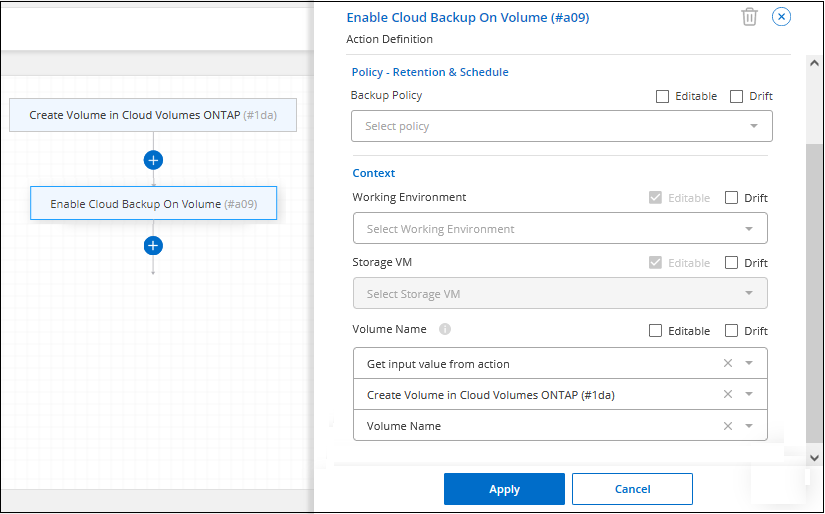 Create Volume in Cloud Volumes ONTAP (#1da)
Enable Cloud Backup On Volume (#a09)
Enable Cloud Backup On Volume (#a09)
Action Definition
Policy - Retention & Schedule
Backup Policy Editable Drift
Select policy
Context
Working Environment Editable Drift
Select Working Environment
Storage VM Editable Drift
Select Storage VM
Volume Name Editable Drift
Get input value from action
Create Volume in Cloud Volumes ONTAP (#1da)
Volume Name
Apply Cancel